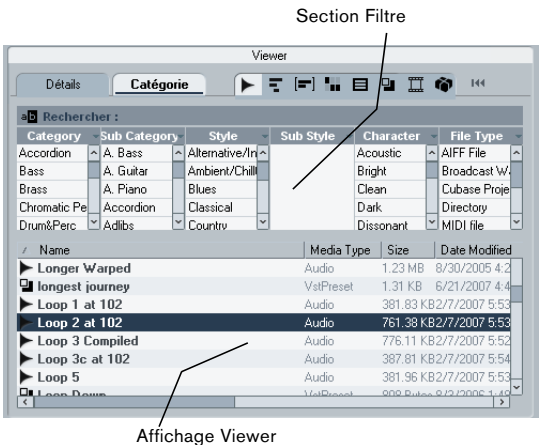 Section Filtre
Viewer
Détails Catégorie
Rechercher :
Category Sub Category Style Sub Style Character File Type
Accordion A. Bass Alternative/In Acoustic AIFF File
Bass A. Guitar Ambient/Chill Bright Broadcast W
Brass A. Piano Blues Clean Cubase Proje
Chromatic Pe Accordion Classical Dark Directory
Drum&Perc Adlibs Country Dissonant MIDI file
Name Media Type Size Date Modified
Longer Warped Audio 1.23 MB 8/30/2005 4:2
longest journey VstPreset 1.31 KB 6/21/2007 4:4
Loop 1 at 102 Audio 381.83 KB 2/7/2007 5:53
Loop 2 at 102 Audio 761.38 KB 2/7/2007 5:53
Loop 3 Compiled Audio 776.11 KB 2/7/2007 5:52
Loop 3c at 102 Audio 387.81 KB 2/7/2007 5:54
Loop 5 Audio 381.96 KB 2/7/2007 5:53
Loop Down VstPreset
Affichage Viewer